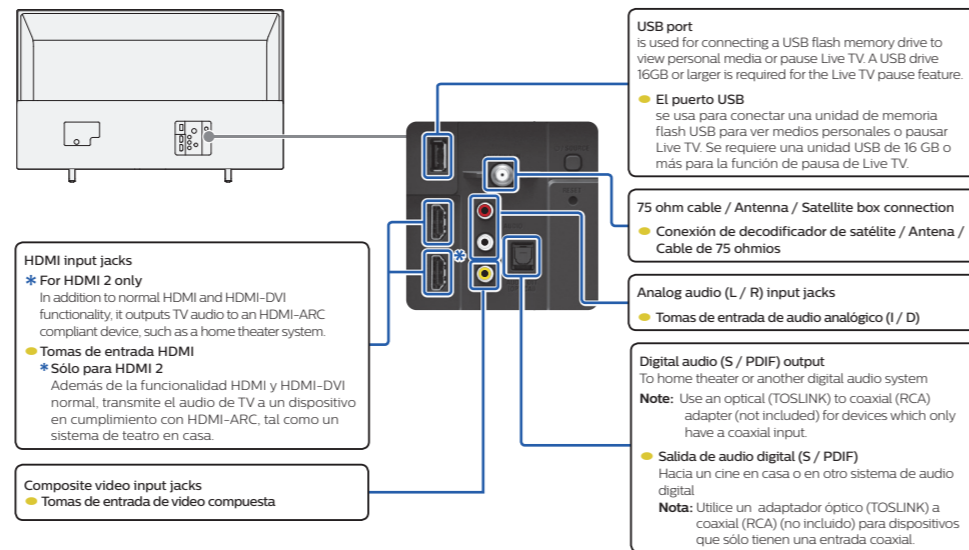 USB port
is used for connecting a USB flash memory drive to
view personal media or pause Live TV. A USB drive
16GB or larger is required for the Live TV pause feature.
El puerto USB
se usa para conectar una unidad de memoria
flash USB para ver medios personales o pausar
Live TV. Se requiere una unidad USB de 16 GB o
más para la función de pausa de Live TV.
75 ohm cable / Antenna / Satellite box connection
Conexión de decodificador de satélite / Antena /
Cable de 75 ohmios
Analog audio (L / R) input jacks
Tomas de entrada de audio analógico (I / D)
Digital audio (S / PDIF) output
To home theater or another digital audio system
Note: Use an optical (TOSLINK) to coaxial (RCA)
adapter (not included) for devices which only
have a coaxial input.
Salida de audio digital (S / PDIF)
Hacia un cine en casa o en otro sistema de audio
digital
Nota: Utilice un adaptador óptico (TOSLINK) a
coaxial (RCA) (no incluido) para dispositivos
que sólo tienen una entrada coaxial.
HDMI input jacks
* For HDMI 2 only
In addition to normal HDMI and HDMI-DVI
functionality, it outputs TV audio to an HDMI-ARC
compliant device, such as a home theater system.
Tomas de entrada HDMI
* Sólo para HDMI 2
Además de la funcionalidad HDMI y HDMI-DVI
normal, transmite el audio de TV a un dispositivo
en cumplimiento con HDMI-ARC, tal como un
sistema de teatro en casa.
Composite video input jacks
Tomas de entrada de video compuesta
*